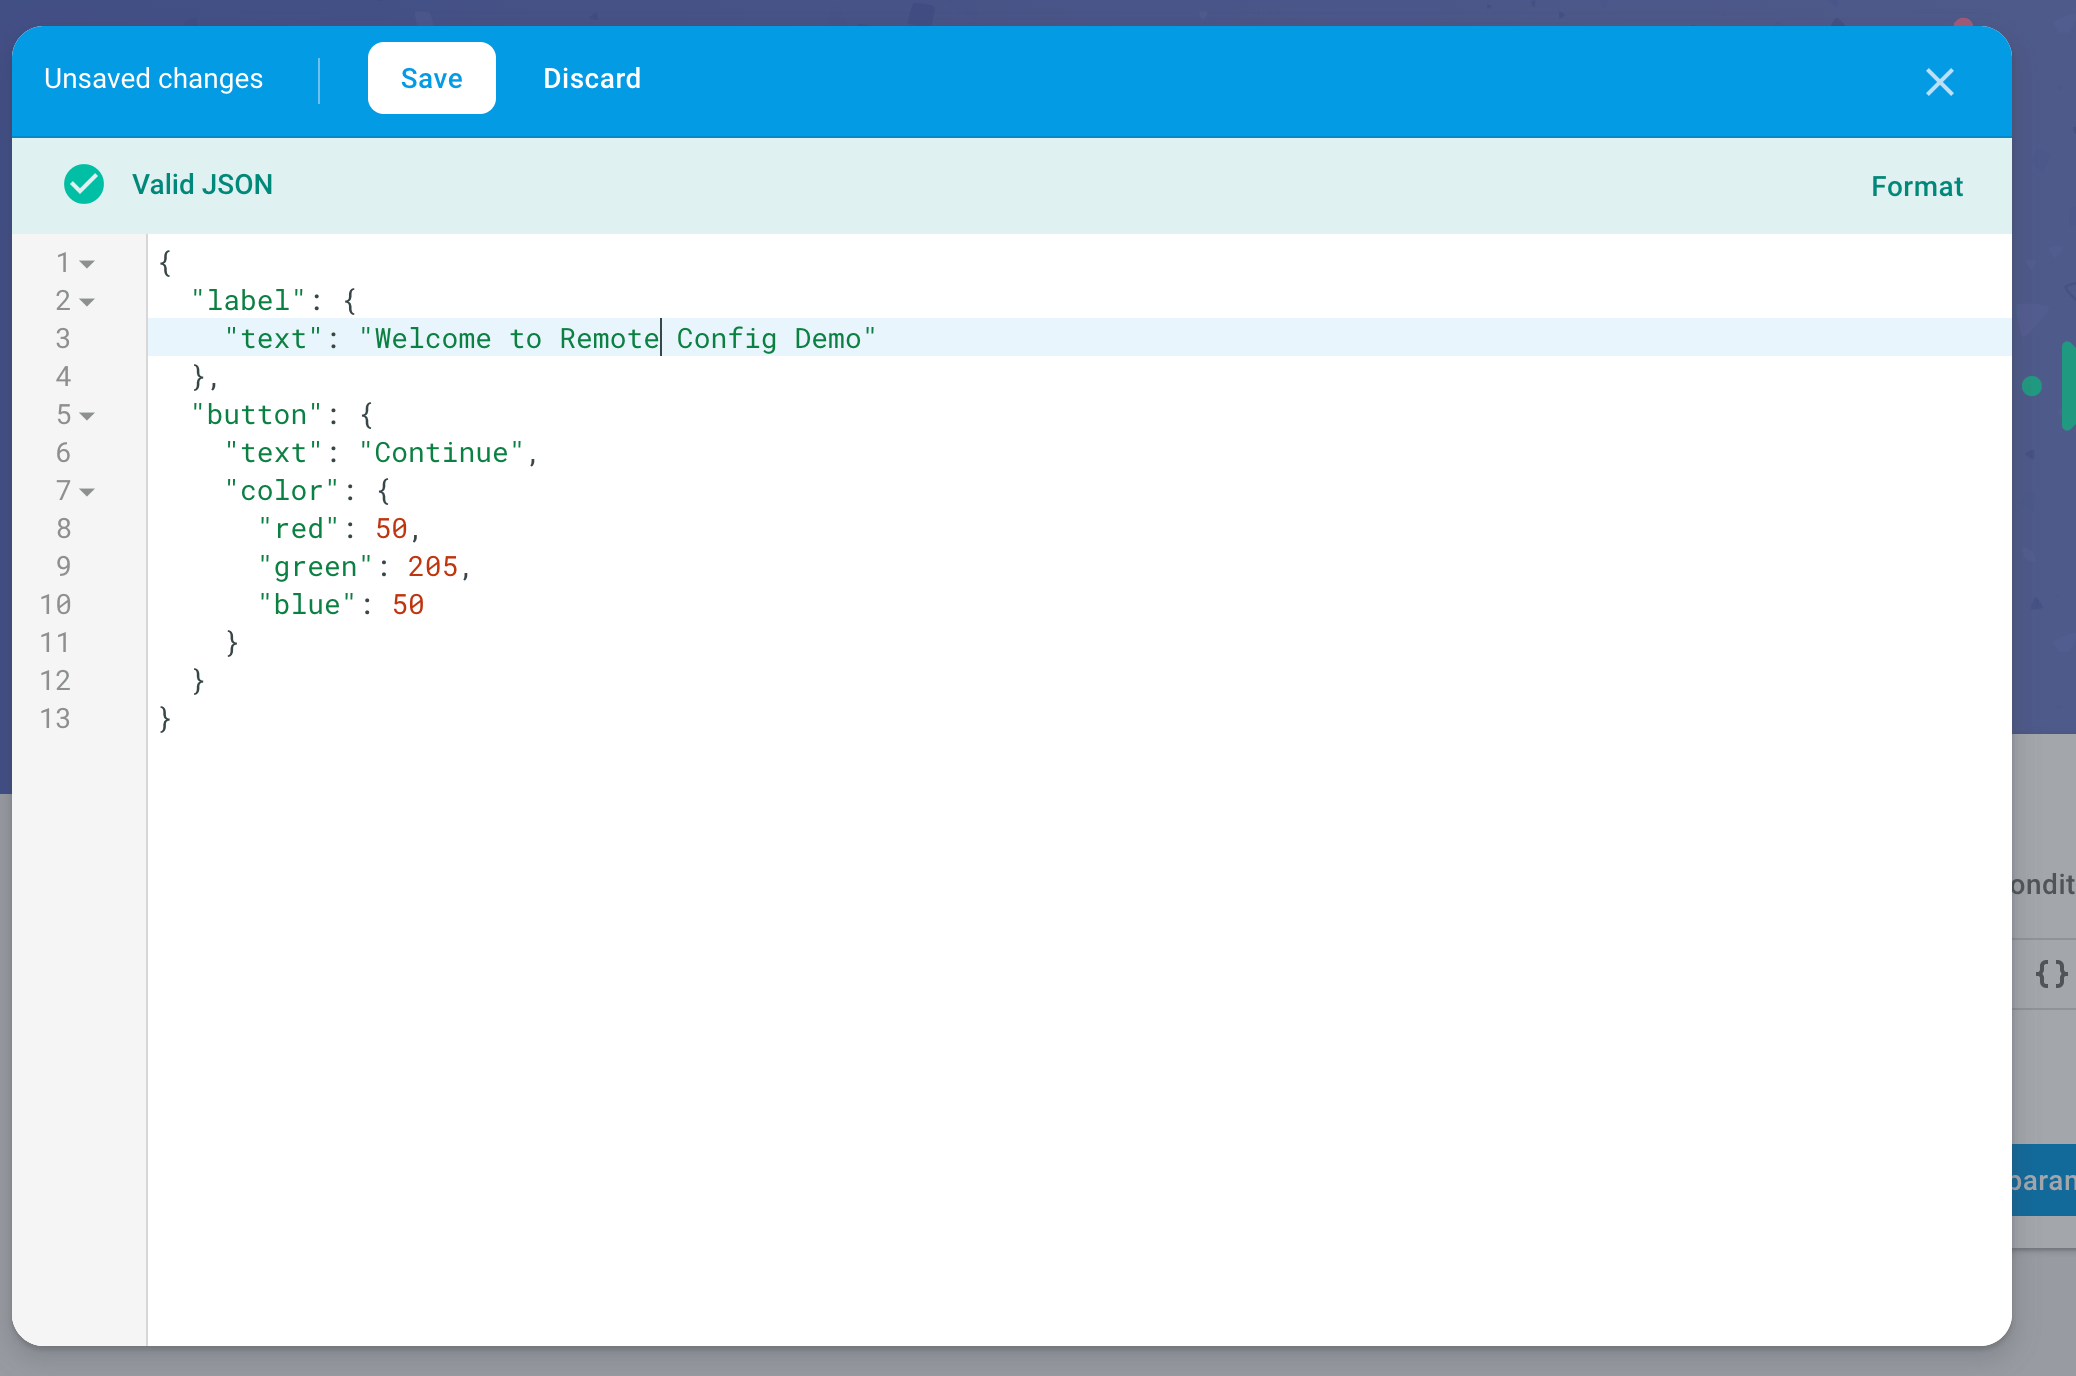 Unsaved changes
Save
Discard
Valid JSON
Format
1 {
2   "label": {
3     "text": "Welcome to Remote Config Demo"
4   },
5   "button": {
6     "text": "Continue",
7     "color": {
8       "red": 50,
9       "green": 205,
10       "blue": 50
11     }
12   }
13 }
ondit
{}
param